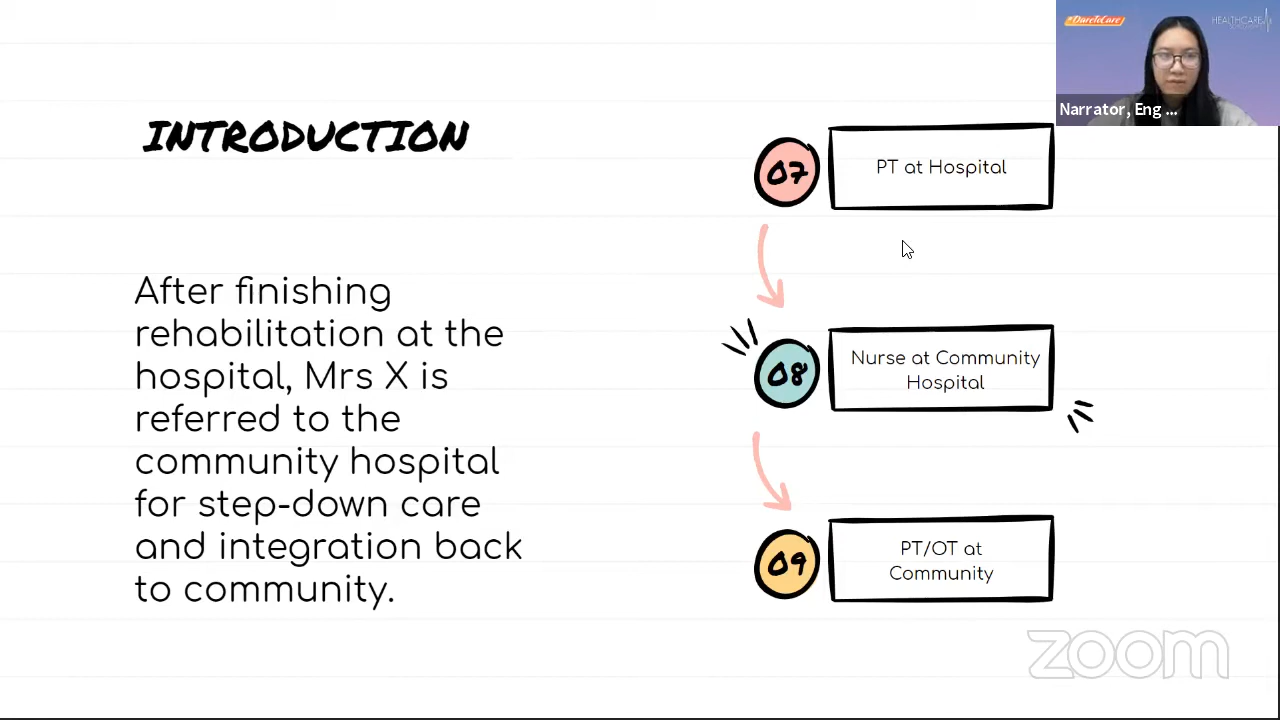 #DareToCare
HEALTHCARE
Narrator, Eng ...
INTRODUCTION
After finishing
rehabilitation at the
hospital, Mrs X is
referred to the
community hospital
for step-down care
and integration back
to community.
07
PT at Hospital
08
Nurse at Community
Hospital
09
PT/OT at
Community
zoom